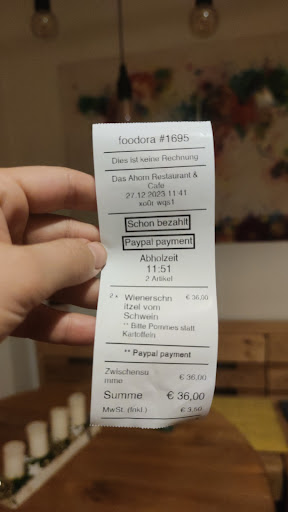 foodora #1695
Dies ist keine Rechnung
Das Ahorn Restaurant &
Cafe
27.12.2023 11:41
Schon bezahlt
Paypal payment
Abholzeit
11:51
2 Artikel
2 x Wienerschn € 36,00
itzel vom
Schwein
** Bitte Pommes statt
Kartoffeln
** Paypal payment
Zwischensu € 36,00
mme
Summe € 36,00
MwSt. (Inkl.)